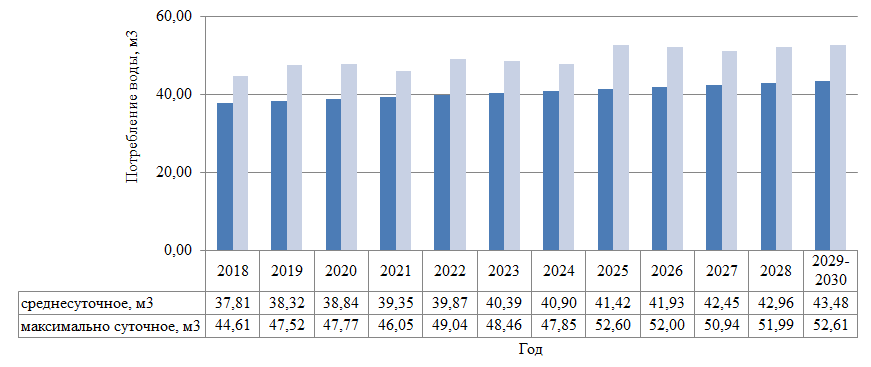 60,00
40,00
20,00
0,00
Потребление воды, м3
2018 2019 2020 2021 2022 2023 2024 2025 2026 2027 2028 2029-
2030
среднесуточное, м3 37,81 38,32 38,84 39,35 39,87 40,39 40,90 41,42 41,93 42,45 42,96 43,48
максимально суточное, м3 44,61 47,52 47,77 46,05 49,04 48,46 47,85 52,60 52,00 50,94 51,99 52,61
Год